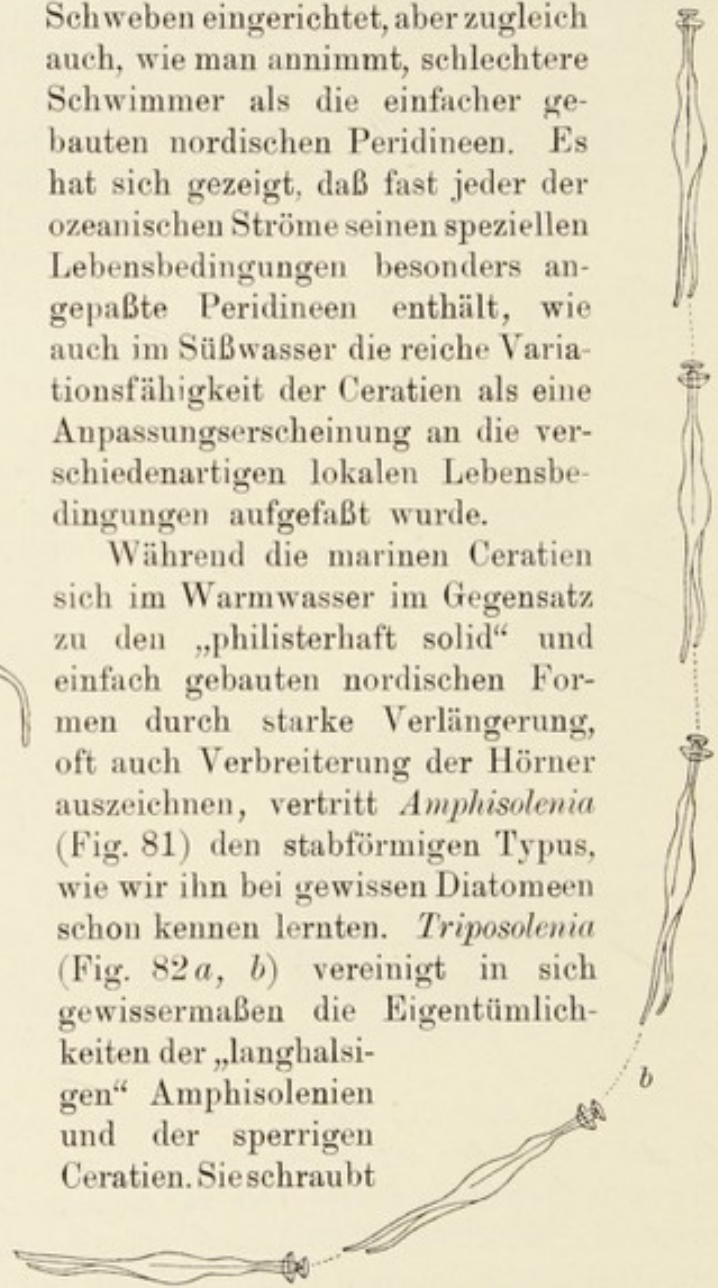 Schweben eingerichtet, aber zugleich
auch, wie man annimmt, schlechtere
Schwimmer als die einfacher ge-
bauten nordischen Peridineen. Es
hat sich gezeigt, daß fast jeder der
ozeanischen Ströme seinen speziellen
Lebensbedingungen besonders an-
gepaßte Peridineen enthält, wie
auch im Süßwasser die reiche Varia-
tionsfähigkeit der Ceratien als eine
Anpassungserscheinung an die ver-
schiedenartigen lokalen Lebensbe-
dingungen aufgefaßt wurde.
Während die marinen Ceratien
sich im Warmwasser im Gegensatz
zu den „philisterhaft solid“ und
einfach gebauten nordischen For-
men durch starke Verlängerung,
oft auch Verbreiterung der Hörner
auszeichnen, vertritt Amphisolenia
(Fig. 81) den stabförmigen Typus,
wie wir ihn bei gewissen Diatomeen
schon kennen lernten. Triposolenia
(Fig. 82a, b) vereinigt in sich
gewissermaßen die Eigentümlich-
keiten der „langhalsi-
gen“ Amphisolenien
und der sperrigen
Ceratien. Sie schraubt
b